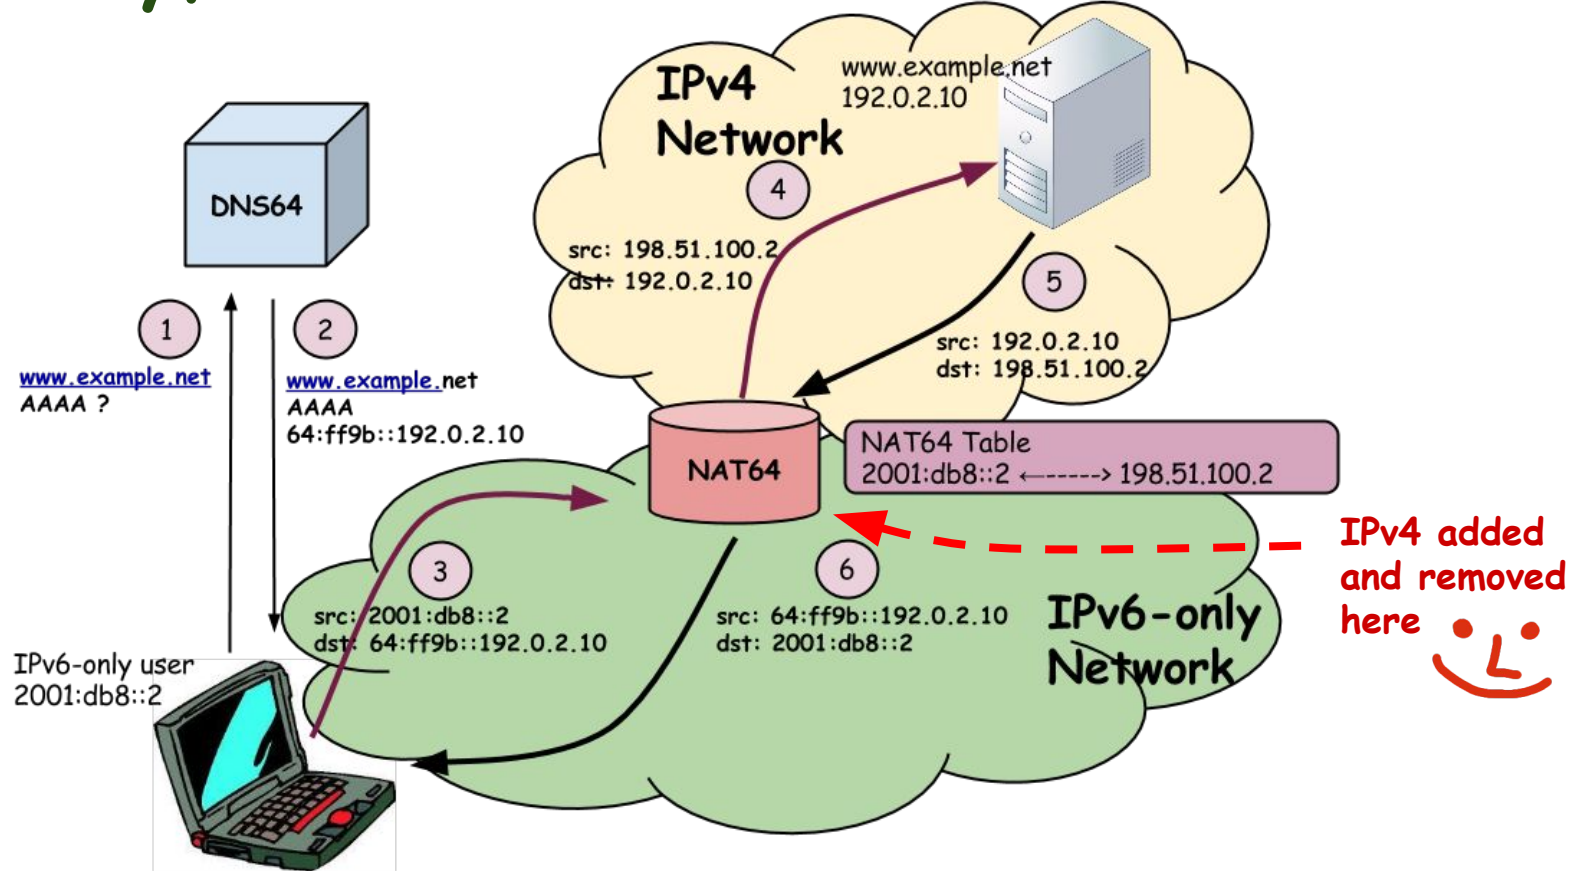 IPv4
Network
www.example.net
192.0.2.10
DNS64
4
src: 198.51.100.2
dst: 192.0.2.10
5
src: 192.0.2.10
dst: 198.51.100.2
1
www.example.net
AAAA ?
2
www.example.net
AAAA
64:ff9b::192.0.2.10
NAT64
NAT64 Table
2001:db8::2 <-----> 198.51.100.2
3
src: 2001:db8::2
dst: 64:ff9b::192.0.2.10
6
src: 64:ff9b::192.0.2.10
dst: 2001:db8::2
IPv6-only
Network
IPv4 added
and removed
here
IPv6-only user
2001:db8::2